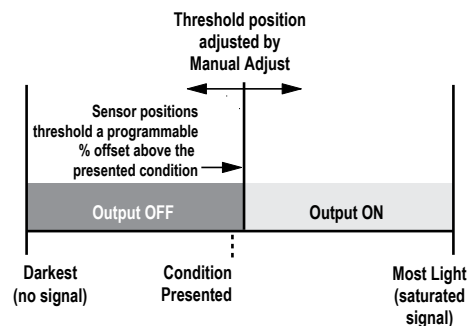 Threshold position
adjusted by
Manual Adjust
Sensor positions
threshold a programmable
% offset above the
presented condition
Output OFF
Output ON
Darkest
(no signal)
Condition
Presented
Most Light
(saturated
signal)